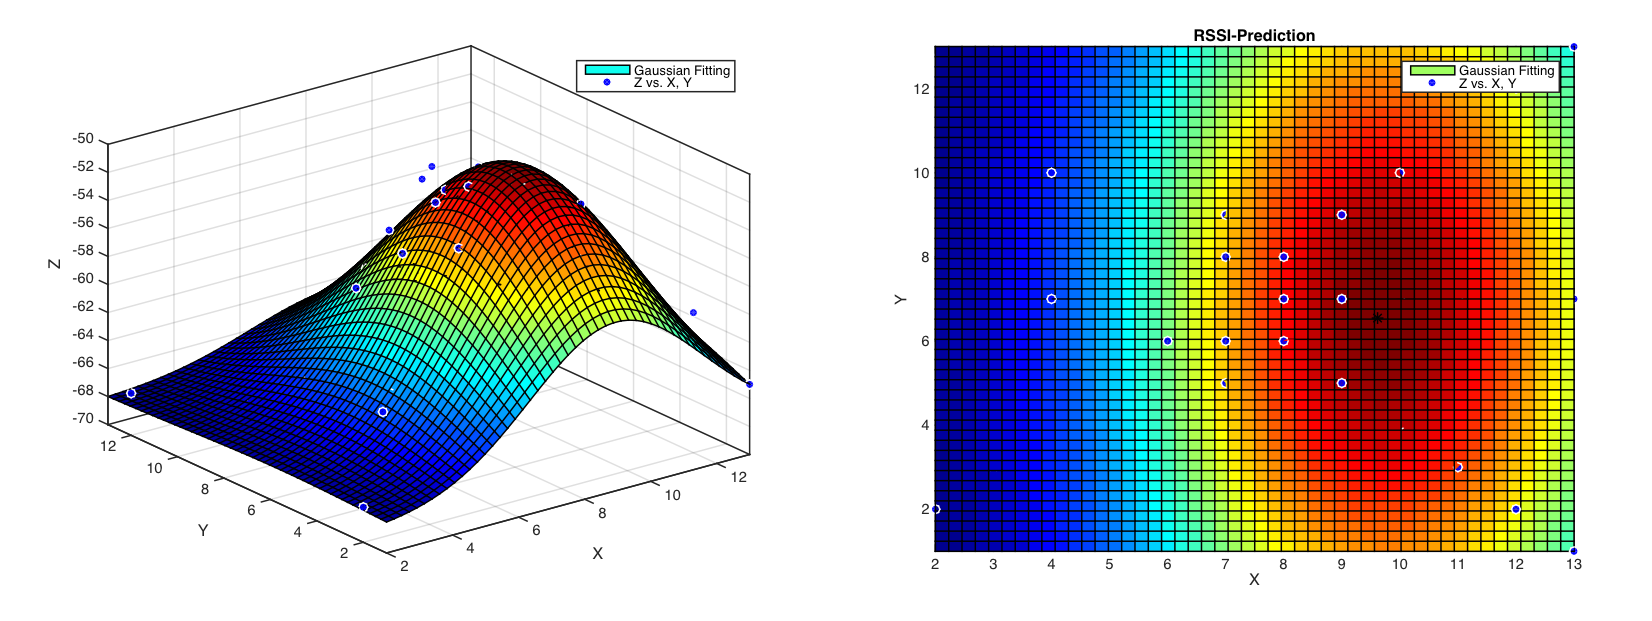 Gaussian Fitting
Z vs. X, Y
-50
-52
-54
-56
-58
-60
-62
-64
-66
-68
-70
Z
12
10
8
6
4
2
Y
2
4
6
8
10
12
X
RSSI-Prediction
Gaussian Fitting
Z vs. X, Y
12
10
8
6
4
2
Y
2 3 4 5 6 7 8 9 10 11 12 13
X